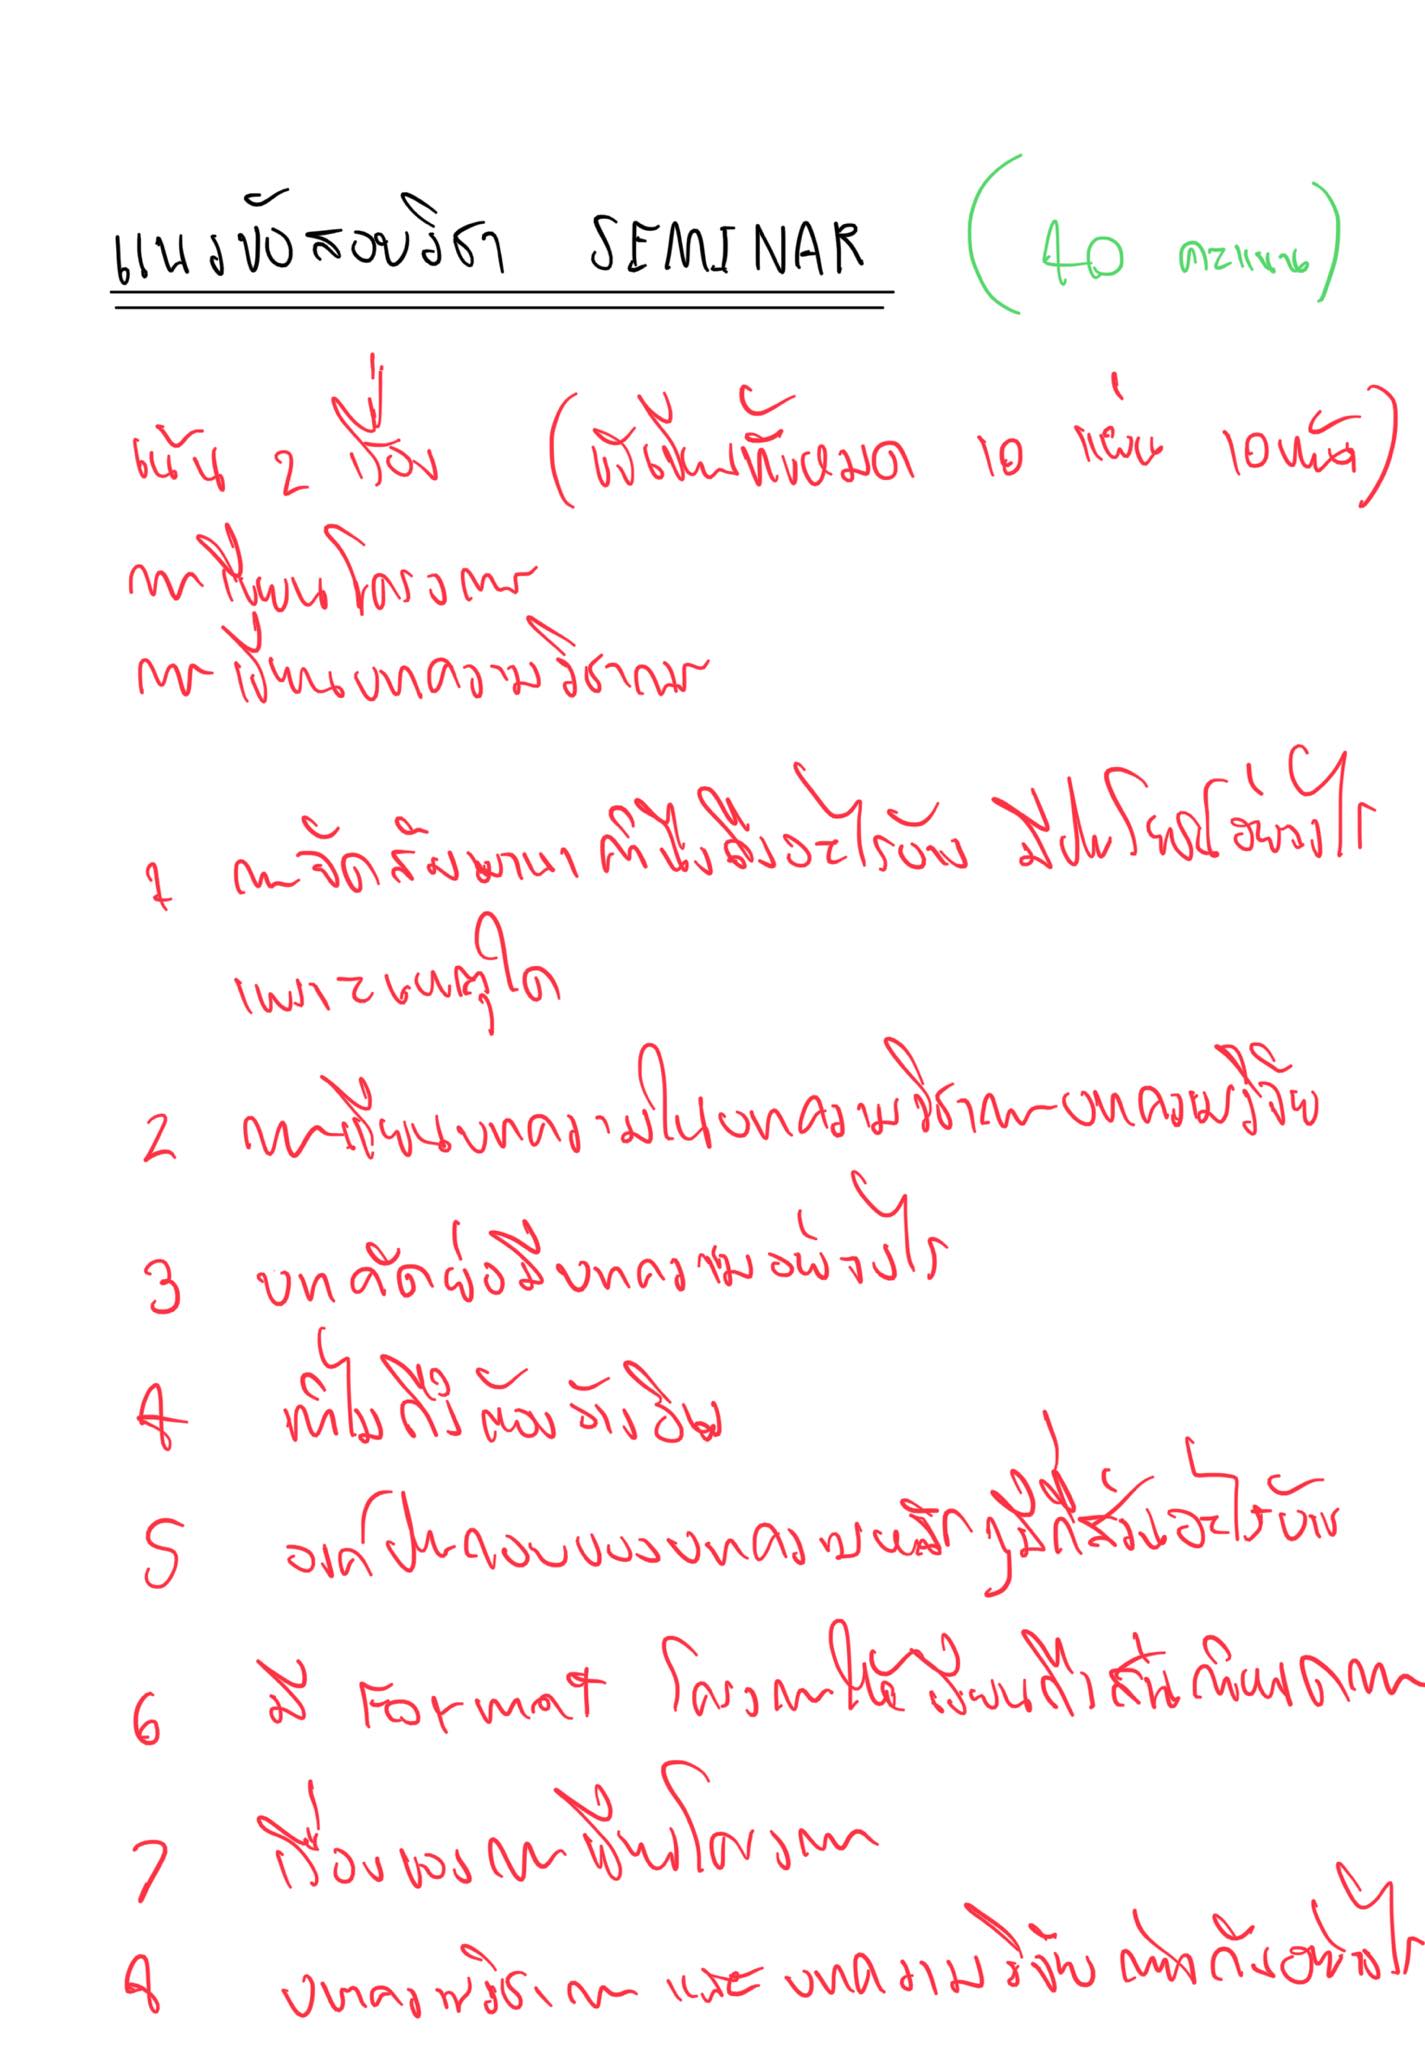 แนวข้อสอบวิชา SEMINAR (40 คะแนน)
เน้น 2 เรื่อง (เขียนทั้งหมด 10 แผ่น 10 หน้า)
การเขียนโครงการ
การเขียนบทความวิชาการ
1 การจัดสัมมนาคำนึงถึงอะไรบ้าง มีประโยชน์อย่างไร
เพราะเหตุใด
2 การเขียนบทความในบทความวิชาการ บทความวิจัย
3 บทคัดย่อมีบทความอย่างไร
4 ทำไมถึงต้องอ้างอิง
5 องค์ประกอบของบทความหลักๆมีกี่ส่วนอะไรบ้าง
6 มี Format โครงการให้เขียน
7 เรื่องของการเขียนโครงการ
8 บทความวิชาการ และ บทความวิจัย ต่างกันอย่างไร